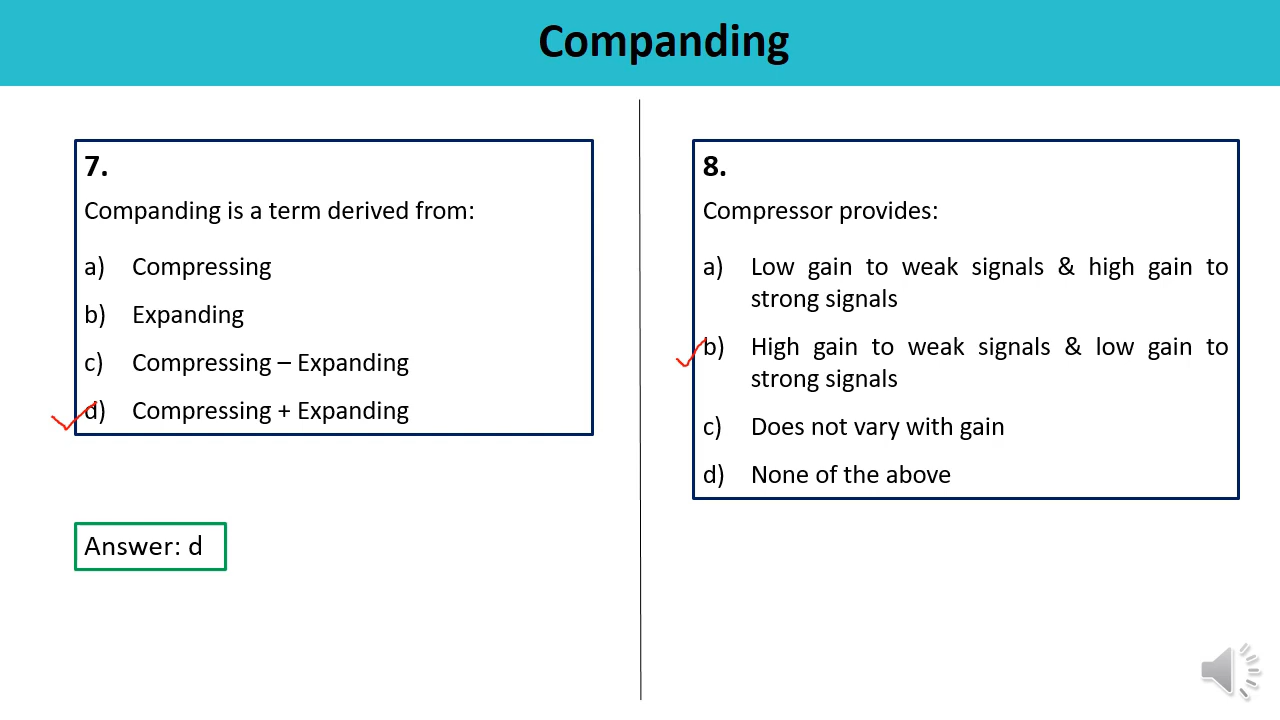 Companding
7.
Companding is a term derived from:
a) Compressing
b) Expanding
c) Compressing – Expanding
d) Compressing + Expanding
Answer: d
8.
Compressor provides:
a) Low gain to weak signals & high gain to
strong signals
b) High gain to weak signals & low gain to
strong signals
c) Does not vary with gain
d) None of the above